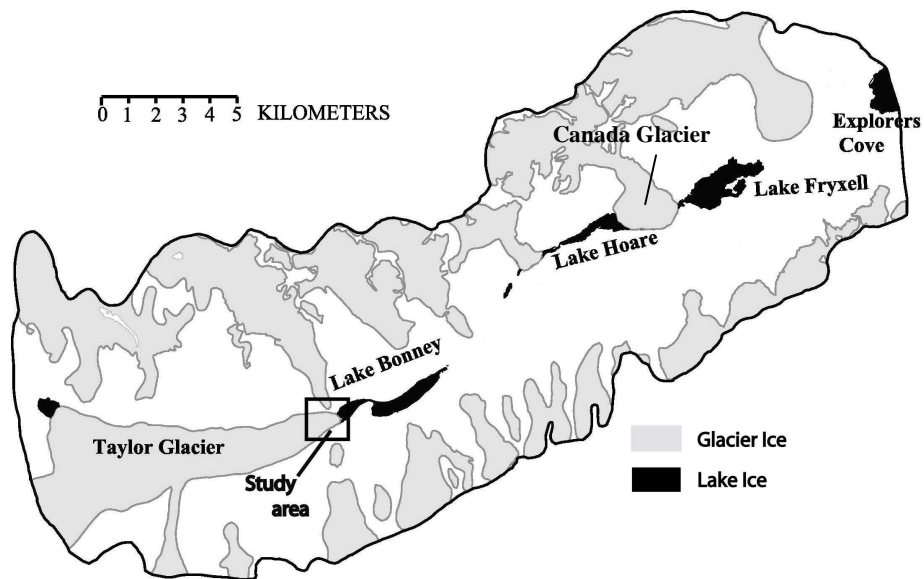 0 1 2 3 4 5 KILOMETERS
Canada Glacier
Explorers
Cove
Lake Fryxell
Lake Hoare
Lake Bonney
Taylor Glacier
Study
area
Glacier Ice
Lake Ice